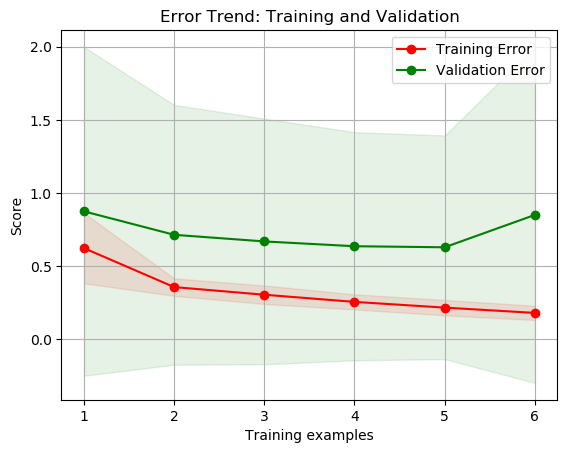 Error Trend: Training and Validation
Training Error
Validation Error
2.0
1.5
1.0
0.5
0.0
Score
1 2 3 4 5 6
Training examples